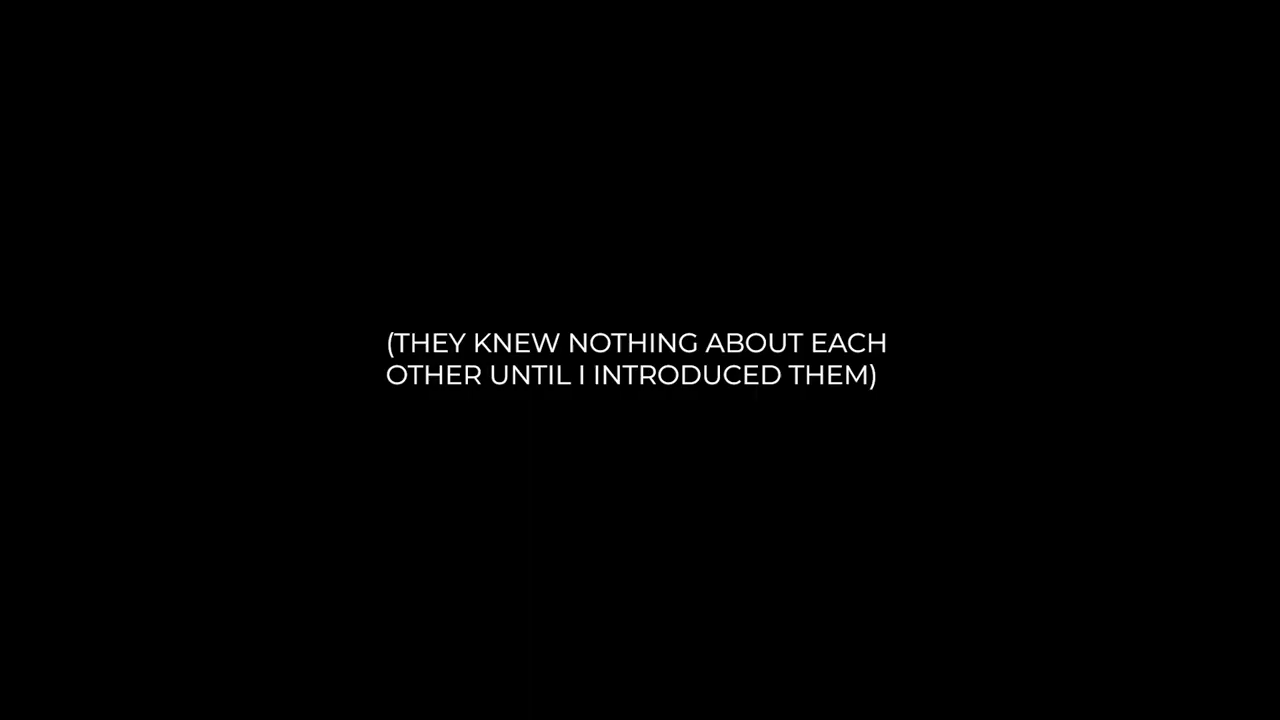 (THEY KNEW NOTHING ABOUT EACH
OTHER UNTIL I INTRODUCED THEM)